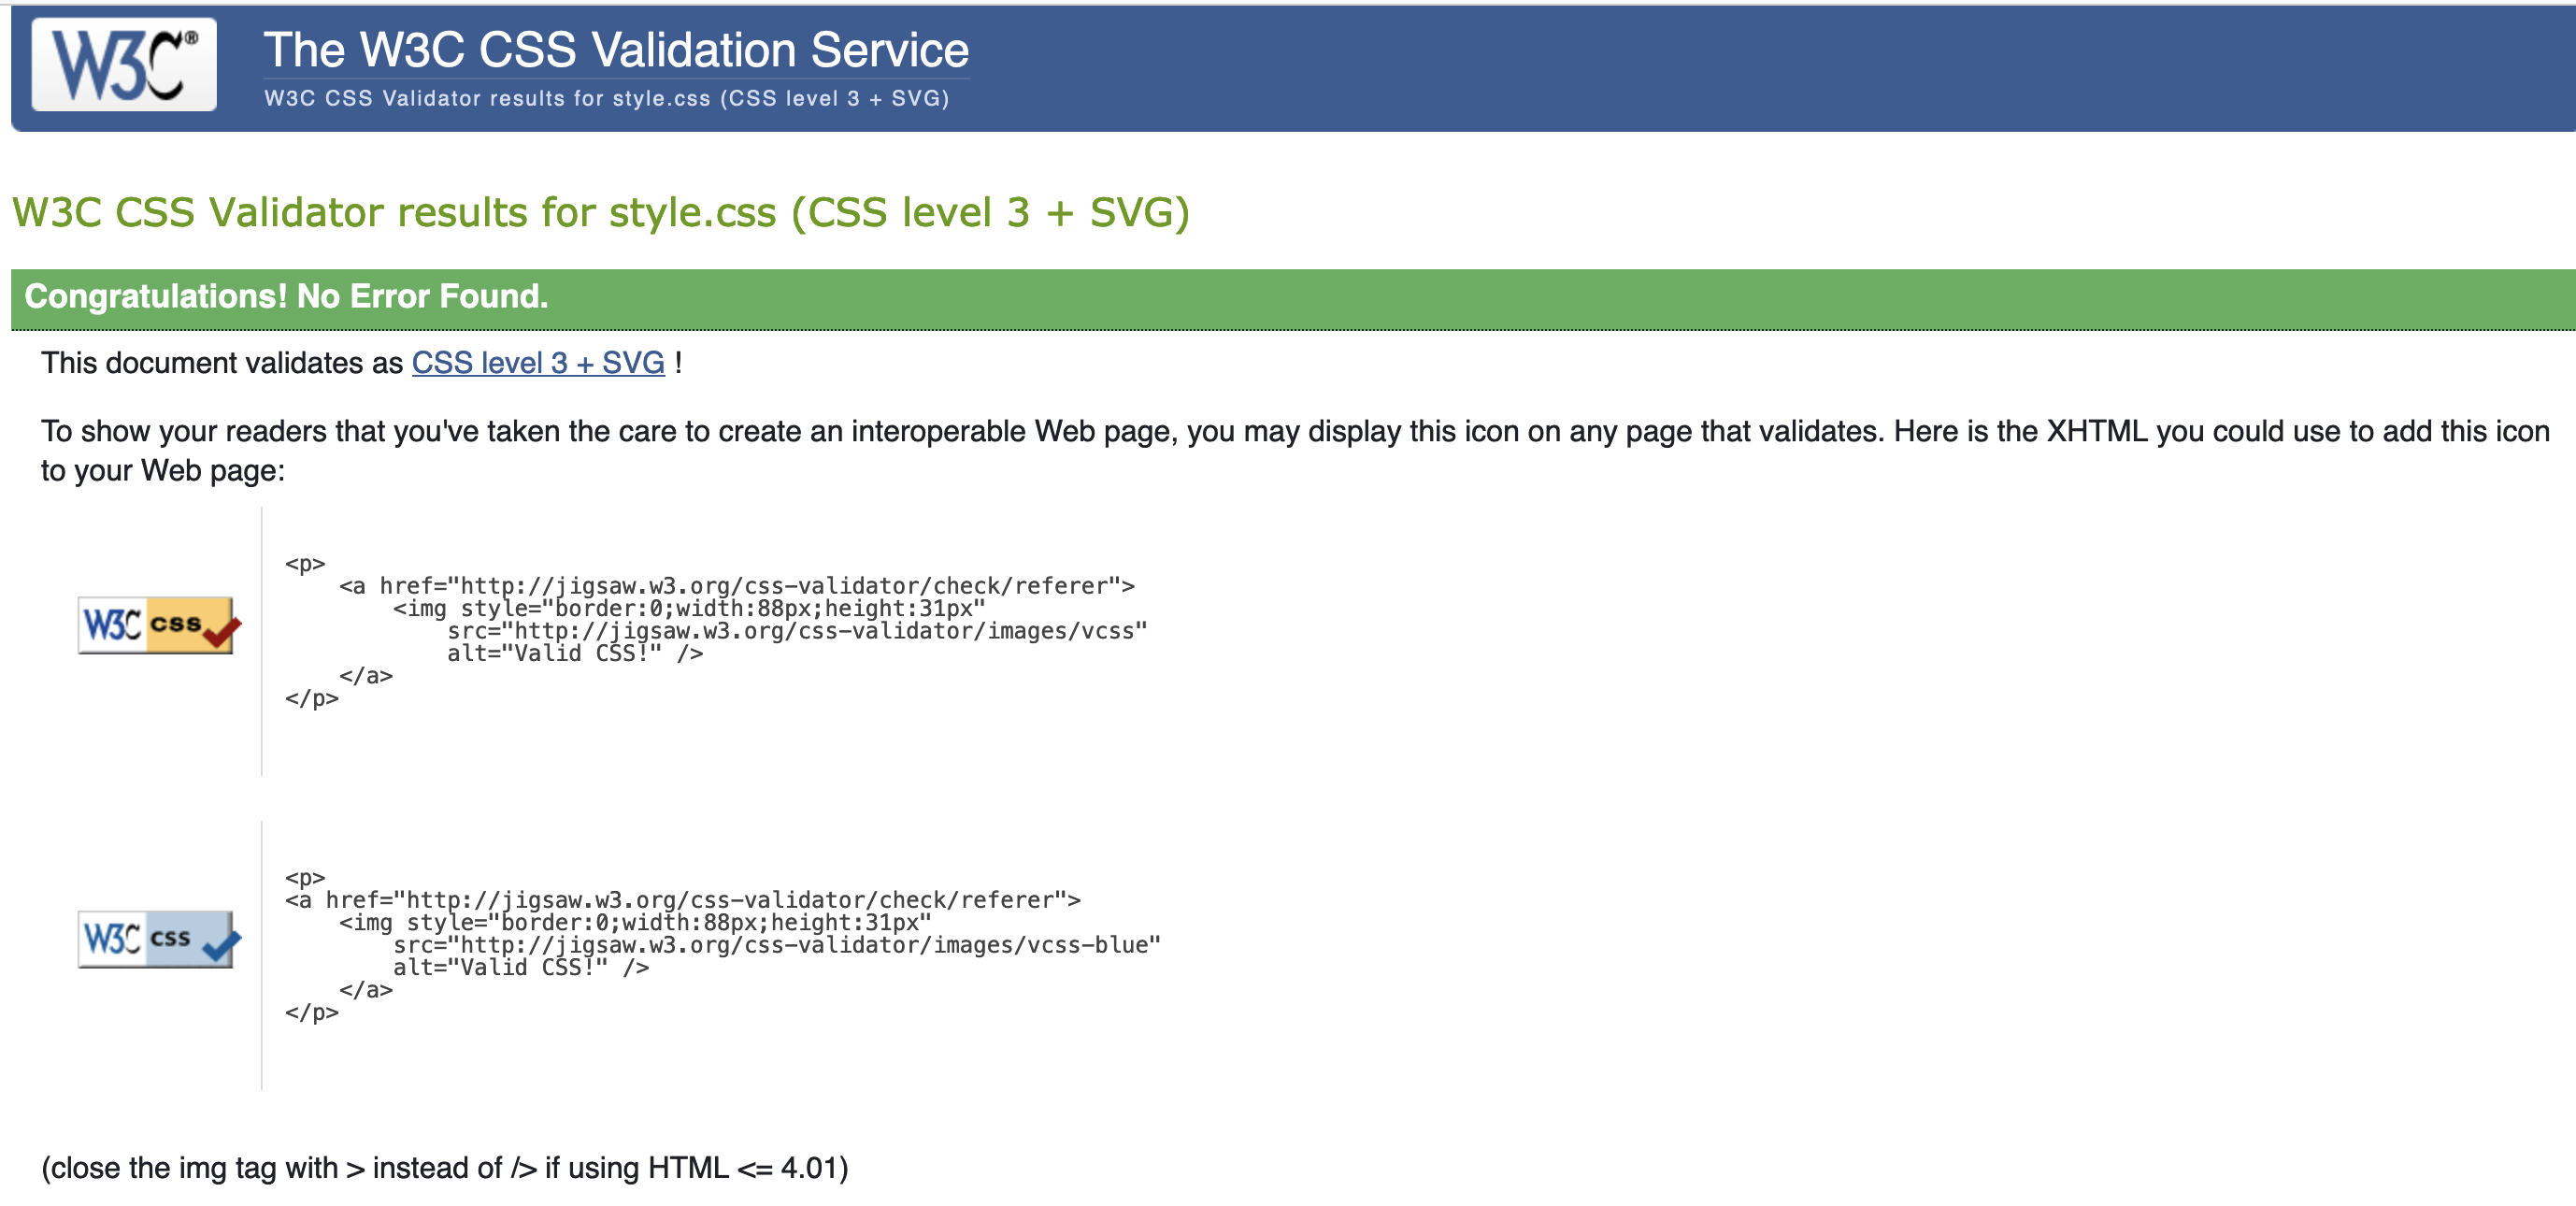 W3C®
The W3C CSS Validation Service
W3C CSS Validator results for style.css (CSS level 3 + SVG)
W3C CSS Validator results for style.css (CSS level 3 + SVG)
Congratulations! No Error Found.
This document validates as CSS level 3 + SVG !
To show your readers that you've taken the care to create an interoperable Web page, you may display this icon on any page that validates. Here is the XHTML you could use to add this icon
to your Web page:
<p>
    <a href="http://jigsaw.w3.org/css-validator/check/referer">
        <img style="border:0;width:88px;height:31px"
            src="http://jigsaw.w3.org/css-validator/images/vcss"
            alt="Valid CSS!" />
    </a>
</p>
W3C css
<p>
<a href="http://jigsaw.w3.org/css-validator/check/referer">
    <img style="border:0;width:88px;height:31px"
        src="http://jigsaw.w3.org/css-validator/images/vcss-blue"
        alt="Valid CSS!" />
    </a>
</p>
W3C css
(close the img tag with > instead of /> if using HTML <= 4.01)